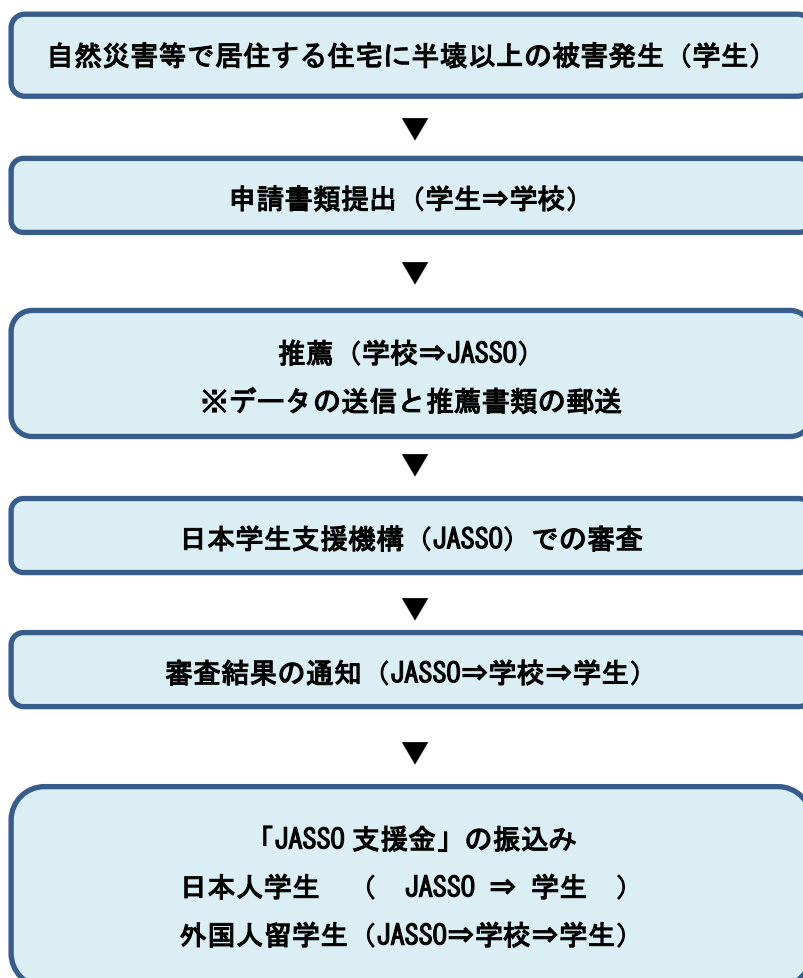 自然災害等で居住する住宅に半壊以上の被害発生（学生）
▼
申請書類提出（学生⇒学校）
▼
推薦（学校⇒JASSO）
※データの送信と推薦書類の郵送
▼
日本学生支援機構（JASSO）での審査
▼
審査結果の通知（JASSO⇒学校⇒学生）
▼
「JASSO 支援金」の振込み
日本人学生　（　JASSO ⇒ 学生　）
外国人留学生（JASSO⇒学校⇒学生）